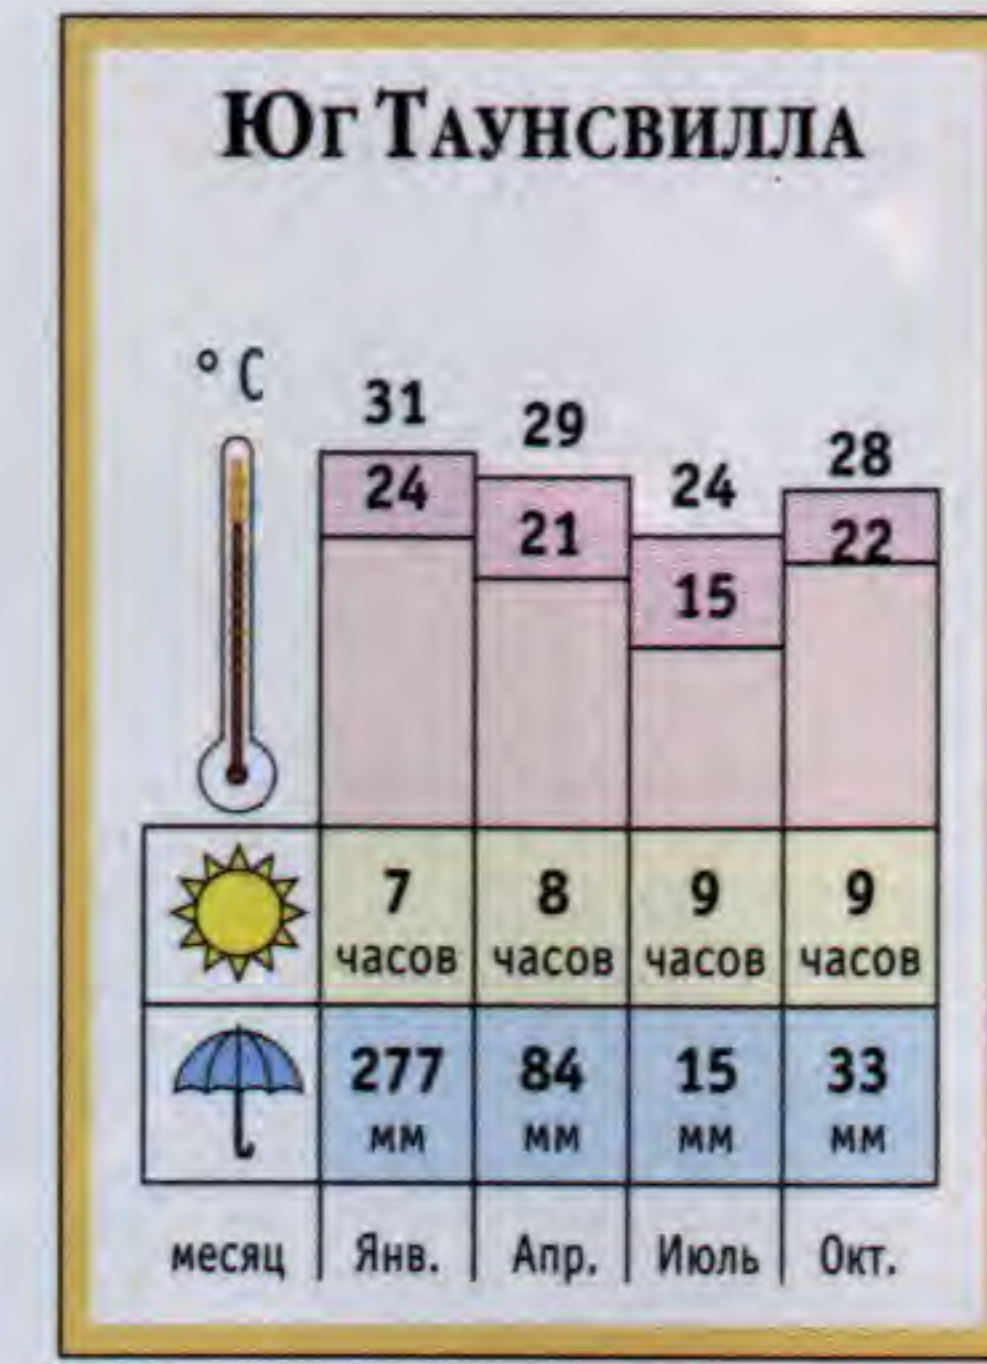 Юг Таунсвилла
° C
31 29 24 28
24 21 15 22
7 8 9 9
часов часов часов часов
277 84 15 33
мм мм мм мм
месяц Янв. Апр. Июль Окт.